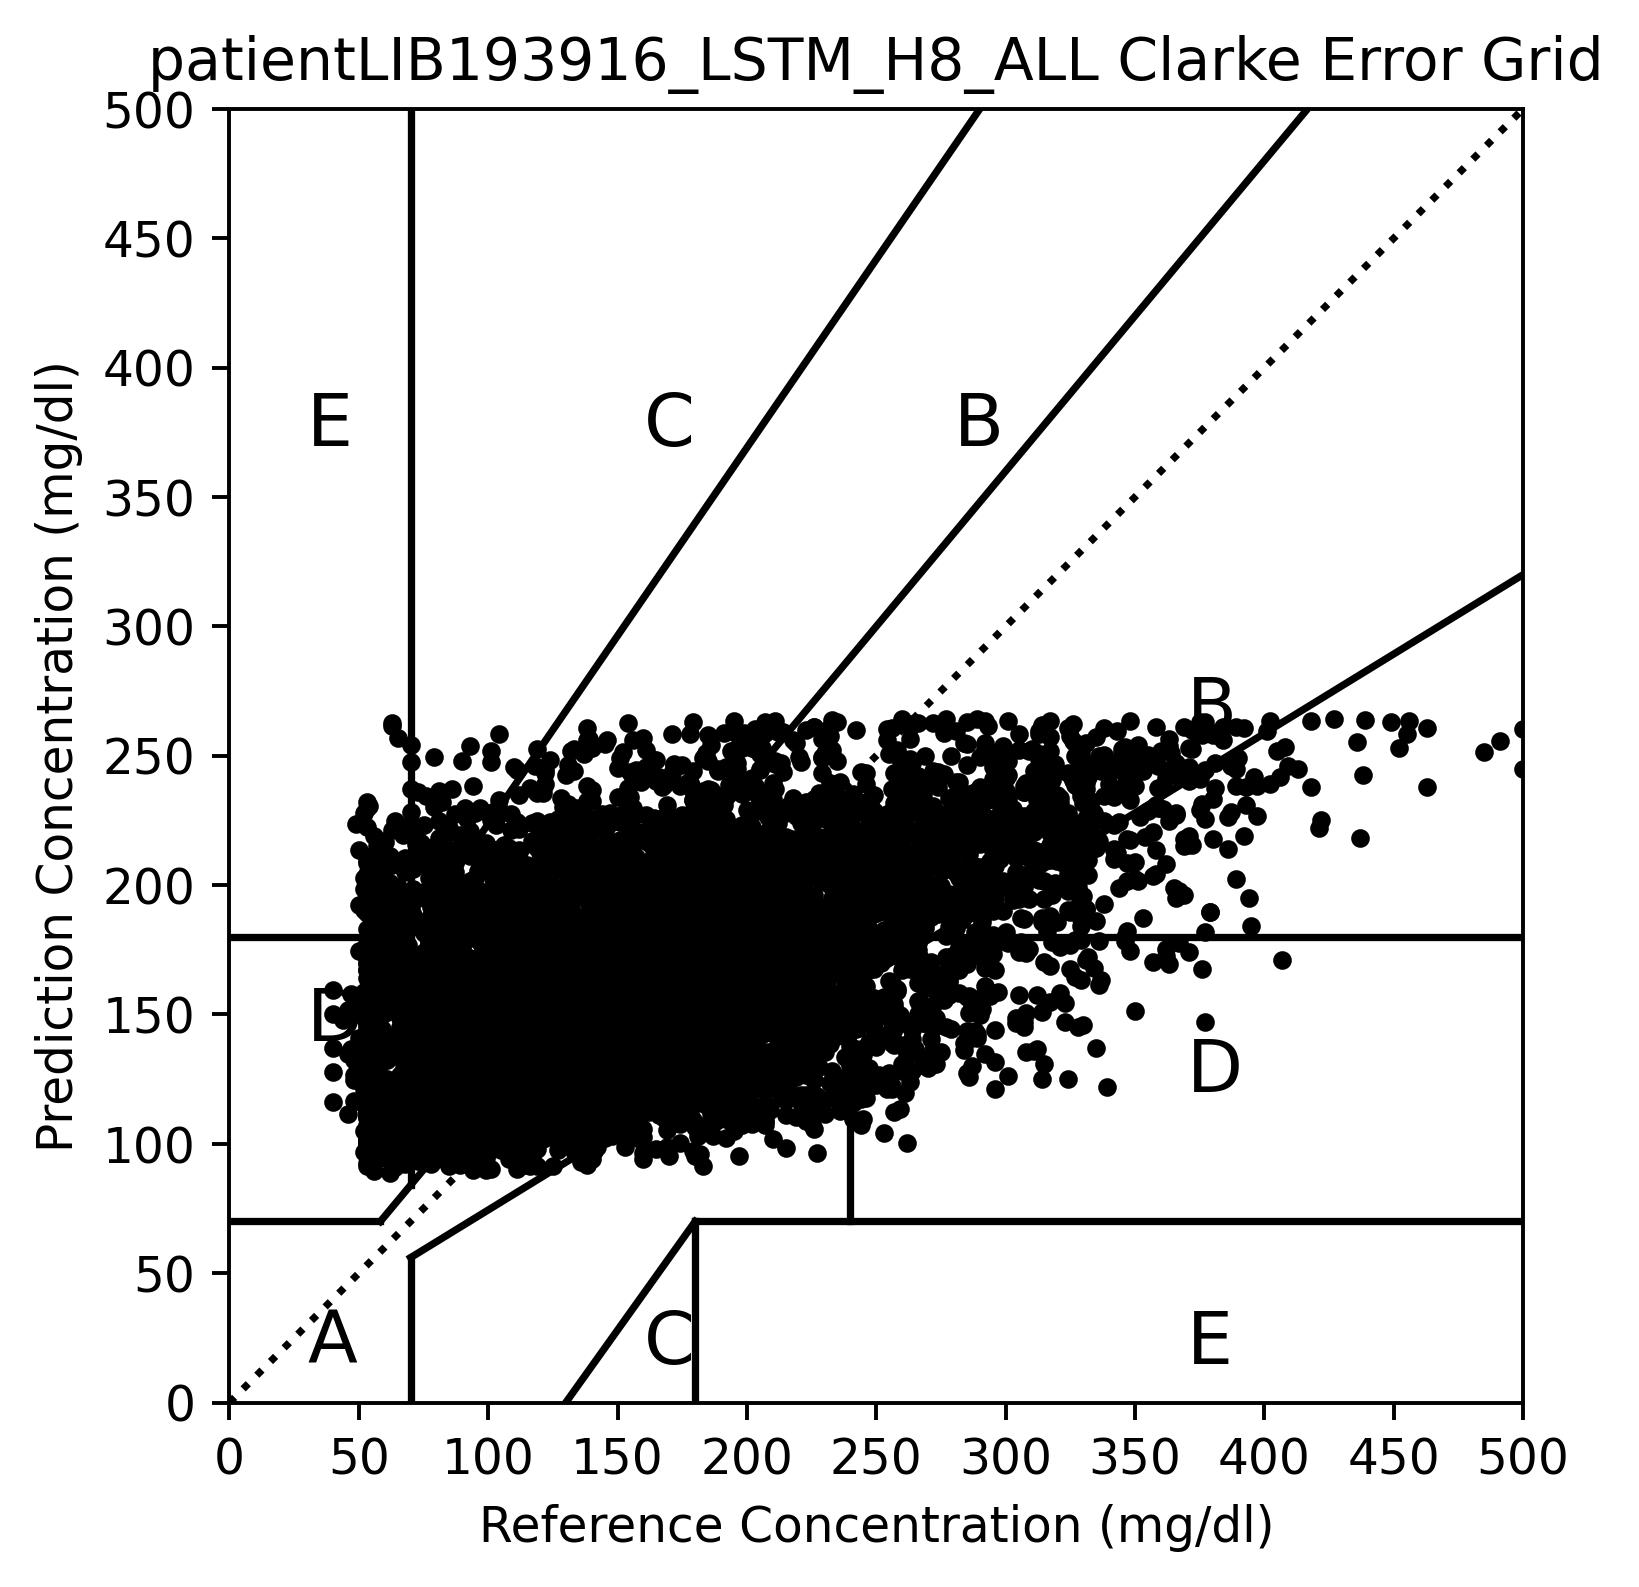 patientLIB193916_LSTM_H8_ALL Clarke Error Grid
500
450
400
350
300
250
200
150
100
50
0
Prediction Concentration (mg/dl)
E C B
B
D
D
A C E
0 50 100 150 200 250 300 350 400 450 500
Reference Concentration (mg/dl)